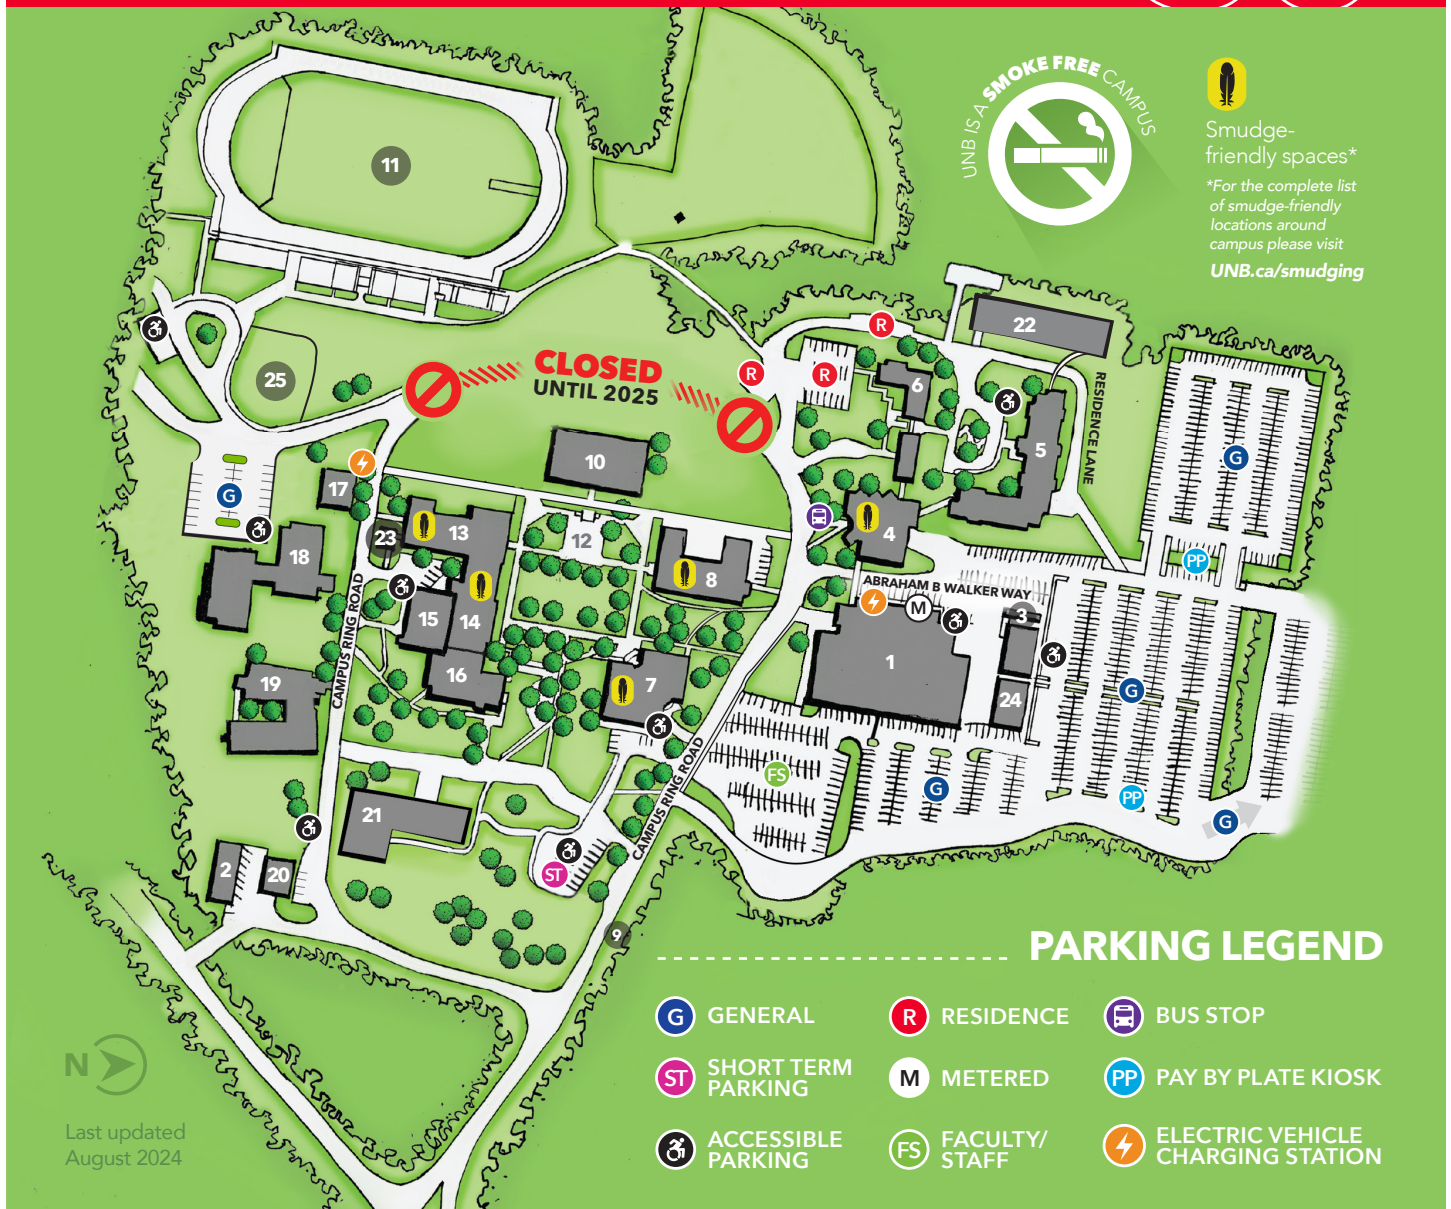 UNB IS A SMOKE FREE CAMPUS
Smudge-
friendly spaces*
*For the complete list
of smudge-friendly
locations around
campus please visit
UNB.ca/smudging
11
22
R
R
R
CLOSED
UNTIL 2025
25
6
RESIDENCE LANE
5
G
10
17
G
13
23
12
4
18
8
PP
ABRAHAM B WALKER WAY
M
3
CAMPUS RING ROAD
15
14
1
16
7
19
G
24
CAMPUS RING ROAD
FS
G
PP
G
21
2
20
ST
9
PARKING LEGEND
G GENERAL
R RESIDENCE
BUS STOP
ST SHORT TERM
PARKING
M METERED
PP PAY BY PLATE KIOSK
ACCESSIBLE
PARKING
FS FACULTY/
STAFF
ELECTRIC VEHICLE
CHARGING STATION
N
Last updated
August 2024